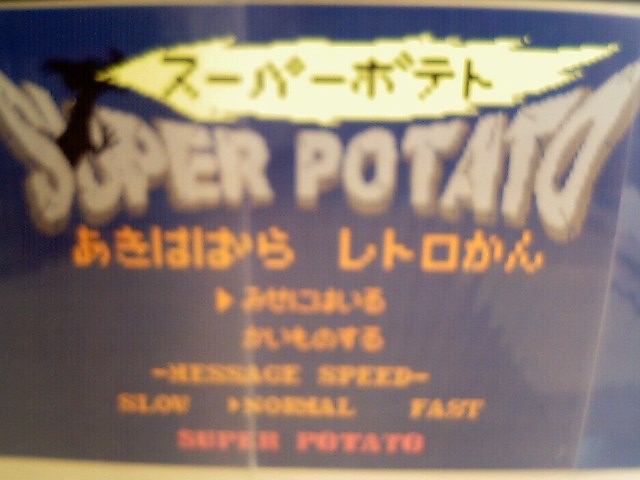 スーパーポテト
SUPER POTATO
あきはばら レトロかん
▶みせにはいる
かいものする
-MESSAGE SPEED-
SLOW ▶NORMAL FAST
SUPER POTATO